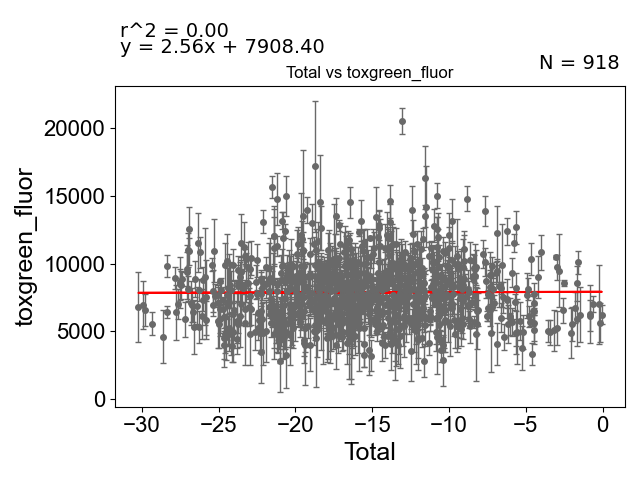 r^2 = 0.00
y = 2.56x + 7908.40
N = 918
Total vs toxgreen_fluor
20000
15000
10000
5000
0
toxgreen_fluor
−30 −25 −20 −15 −10 −5 0
Total